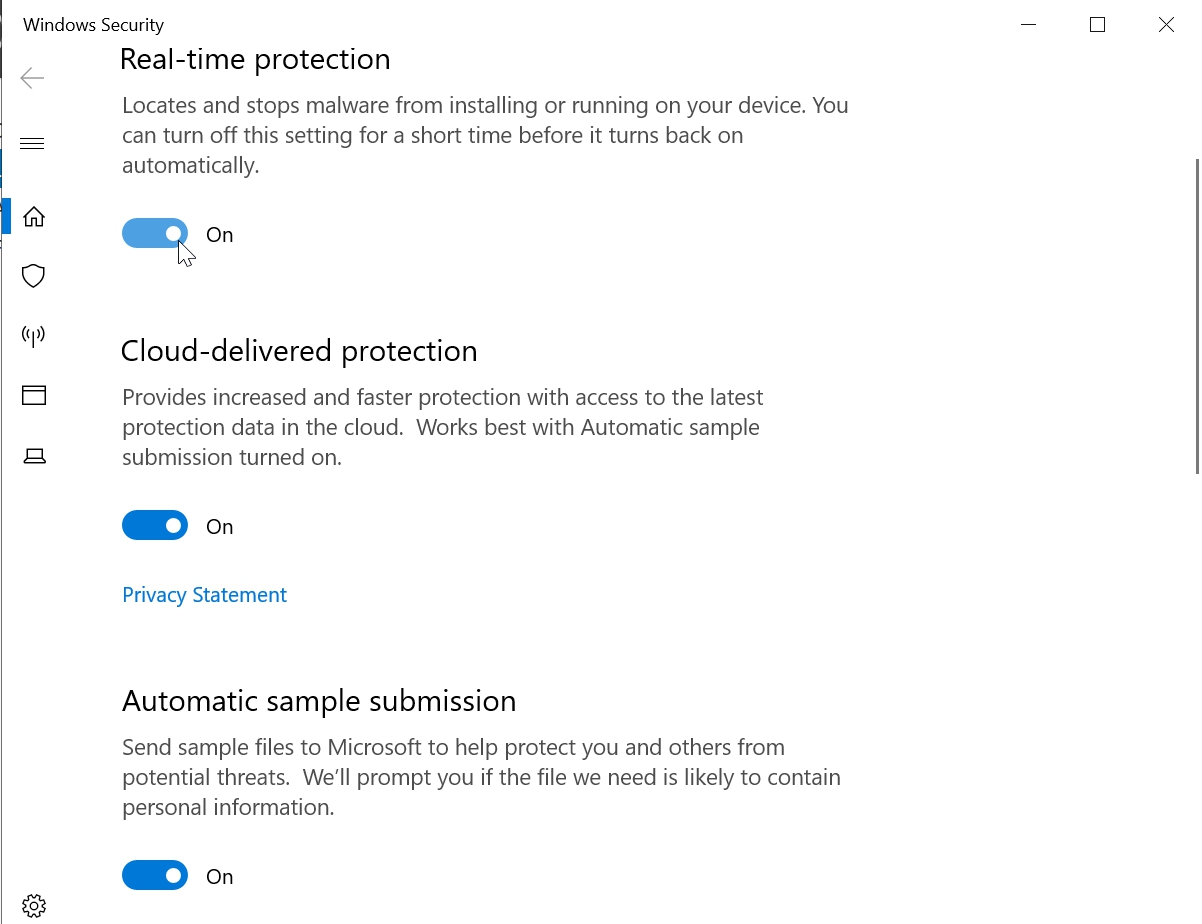 Windows Security
Real-time protection
Locates and stops malware from installing or running on your device. You
can turn off this setting for a short time before it turns back on
automatically.
On
Cloud-delivered protection
Provides increased and faster protection with access to the latest
protection data in the cloud.  Works best with Automatic sample
submission turned on.
On
Privacy Statement
Automatic sample submission
Send sample files to Microsoft to help protect you and others from
potential threats.  We’ll prompt you if the file we need is likely to contain
personal information.
On